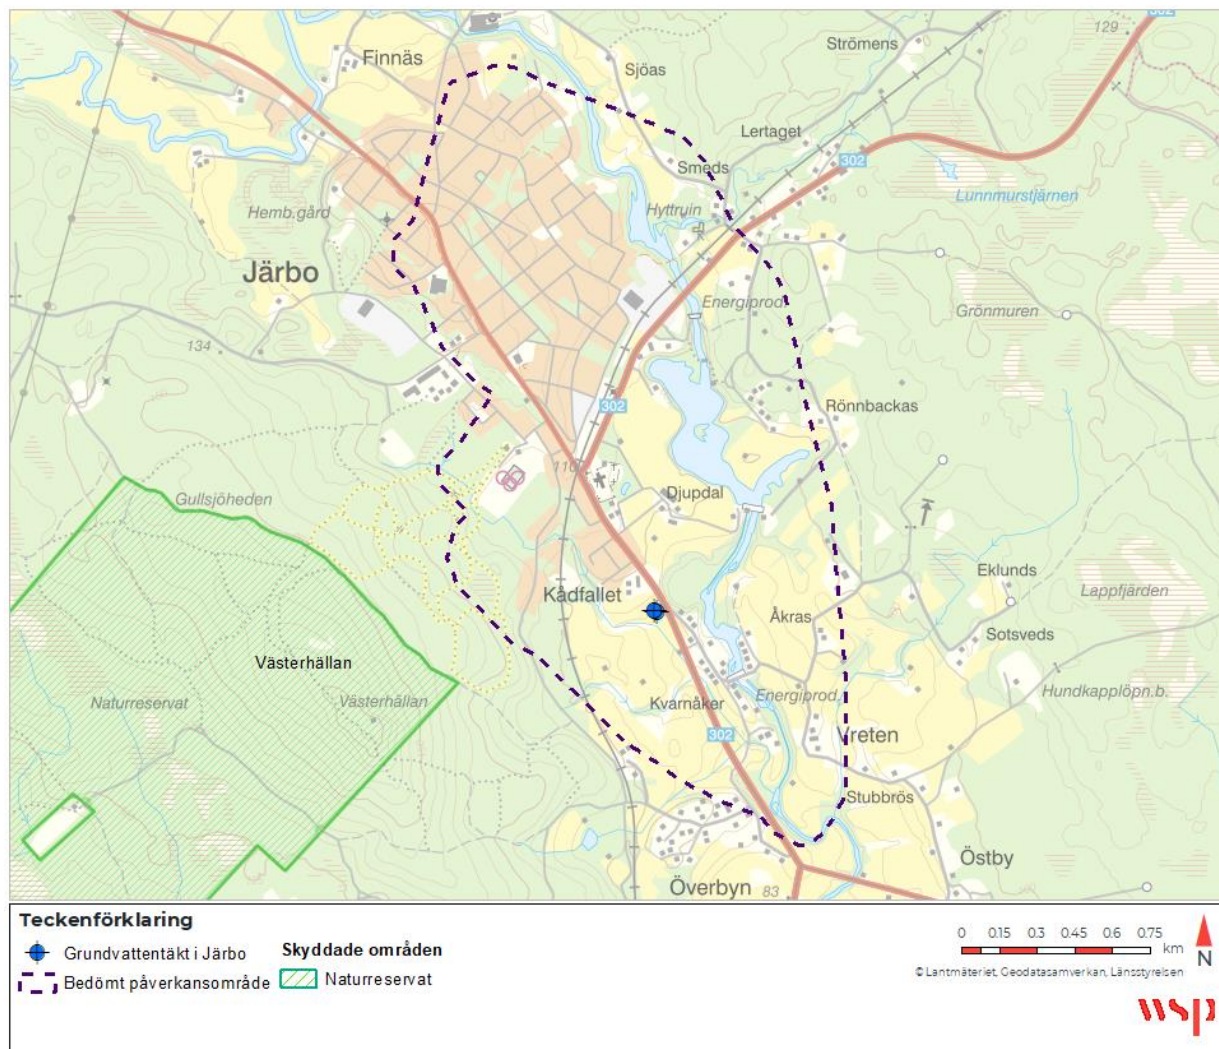 302
129
Strömens
Finnäs
Sjöas
Lertaget
302
Smeds
Lunnmurstjärnen
Hyttruin
Hemb.gård
Järbo
Energiprod.
Grönmuren
134
302
Rönnbackas
110
Gullsjöheden
Djupdal
Eklunds
Lappfjärden
Kådfallet
Åkras
Sotsveds
Västerhällan
Naturreservat
Västerhällan
Kvarnåker
Energiprod.
Hundkapplöpn.b.
302
Vreten
Stubbrös
Östby
Överbyn
83
Teckenförklaring
Grundvattentäkt i Järbo
Bedömt påverkansområde
Skyddade områden
Naturreservat
0 0.15 0.3 0.45 0.6 0.75
km
N
© Lantmäteriet, Geodatasamverkan, Länsstyrelsen
wsp